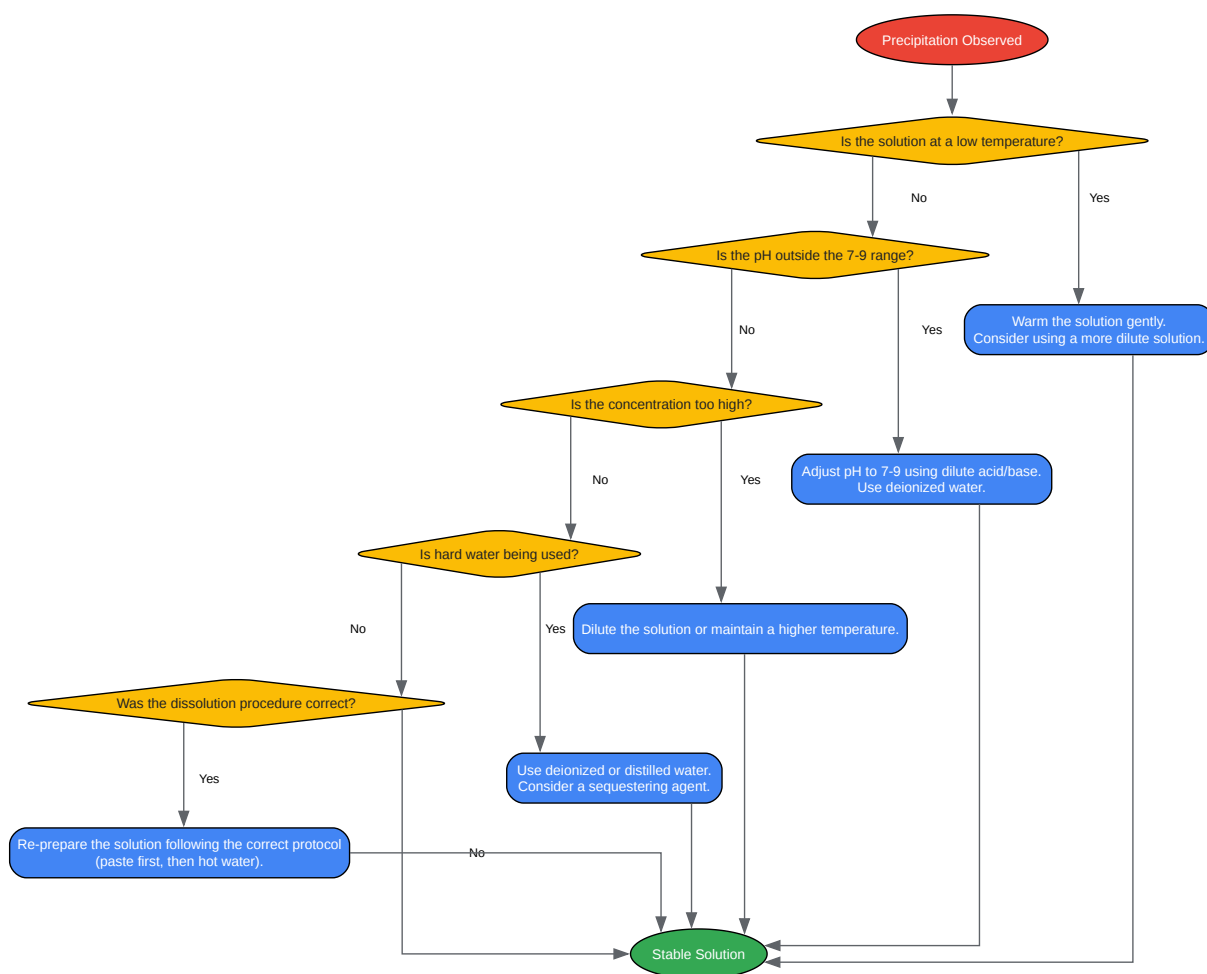 Precipitation Observed
Is the solution at a low temperature?
No
Yes
Is the pH outside the 7-9 range?
Warm the solution gently.
Consider using a more dilute solution.
No
Yes
Is the concentration too high?
Adjust pH to 7-9 using dilute acid/base.
Use deionized water.
No
Yes
Is hard water being used?
Dilute the solution or maintain a higher temperature.
No
Yes
Was the dissolution procedure correct?
Use deionized or distilled water.
Consider a sequestering agent.
Yes
Re-prepare the solution following the correct protocol
(paste first, then hot water).
No
Stable Solution